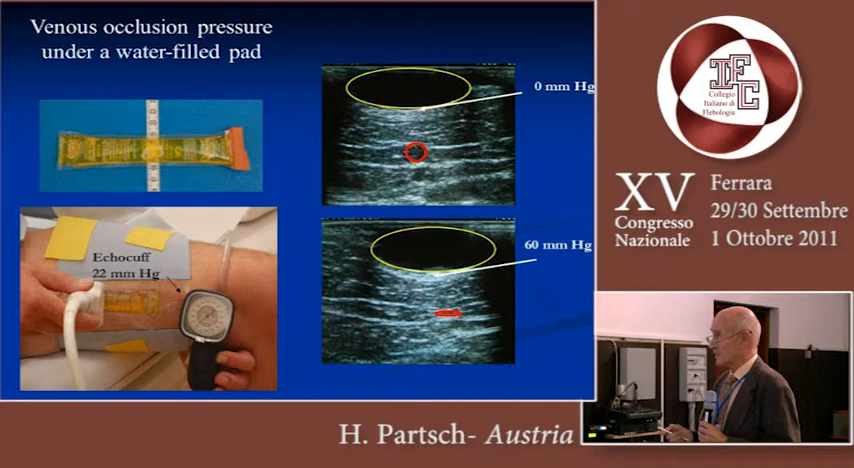 Venous occlusion pressure
under a water-filled pad
0 mm Hg
60 mm Hg
Echocuff
22 mm Hg
IFC
Collegio
Italiano di
Flebologia
XV
Congresso
Nazionale
Ferrara
29/30 Settembre
1 Ottobre 2011
H. Partsch- Austria